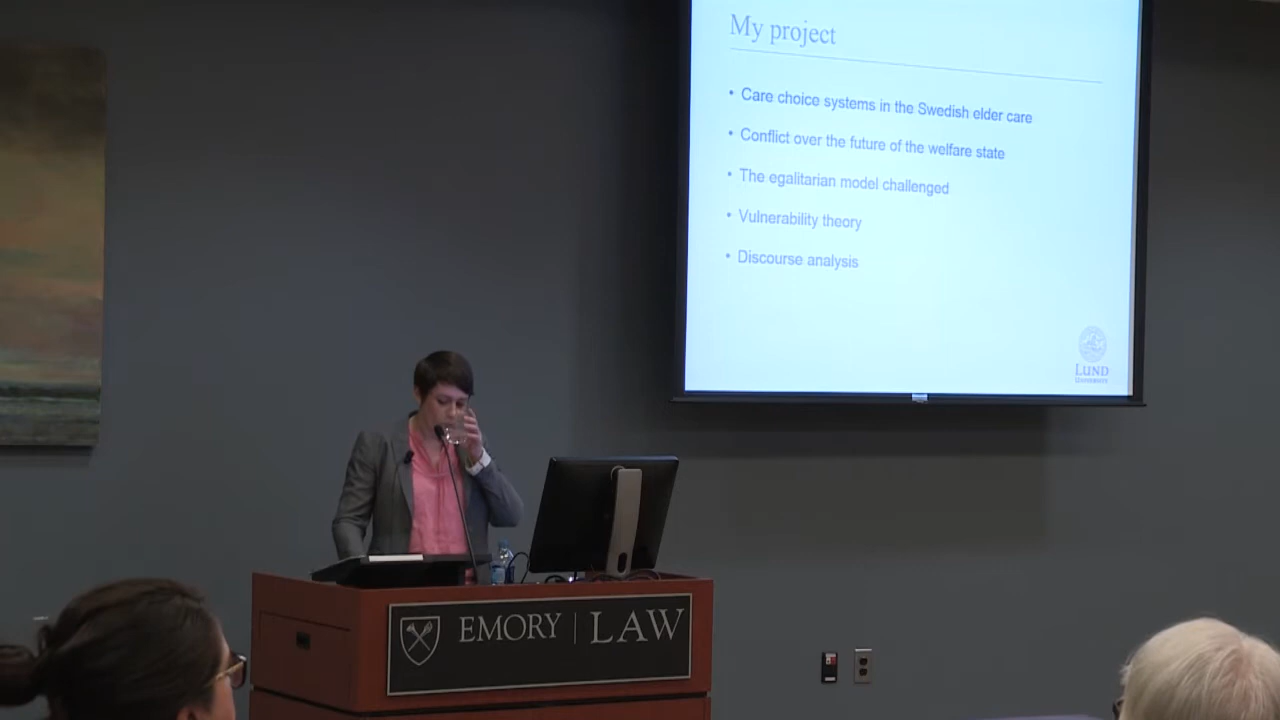 My project
• Care choice systems in the Swedish elder care
• Conflict over the future of the welfare state
• The egalitarian model challenged
• Vulnerability theory
• Discourse analysis
LUND
UNIVERSITY
EMORY | LAW